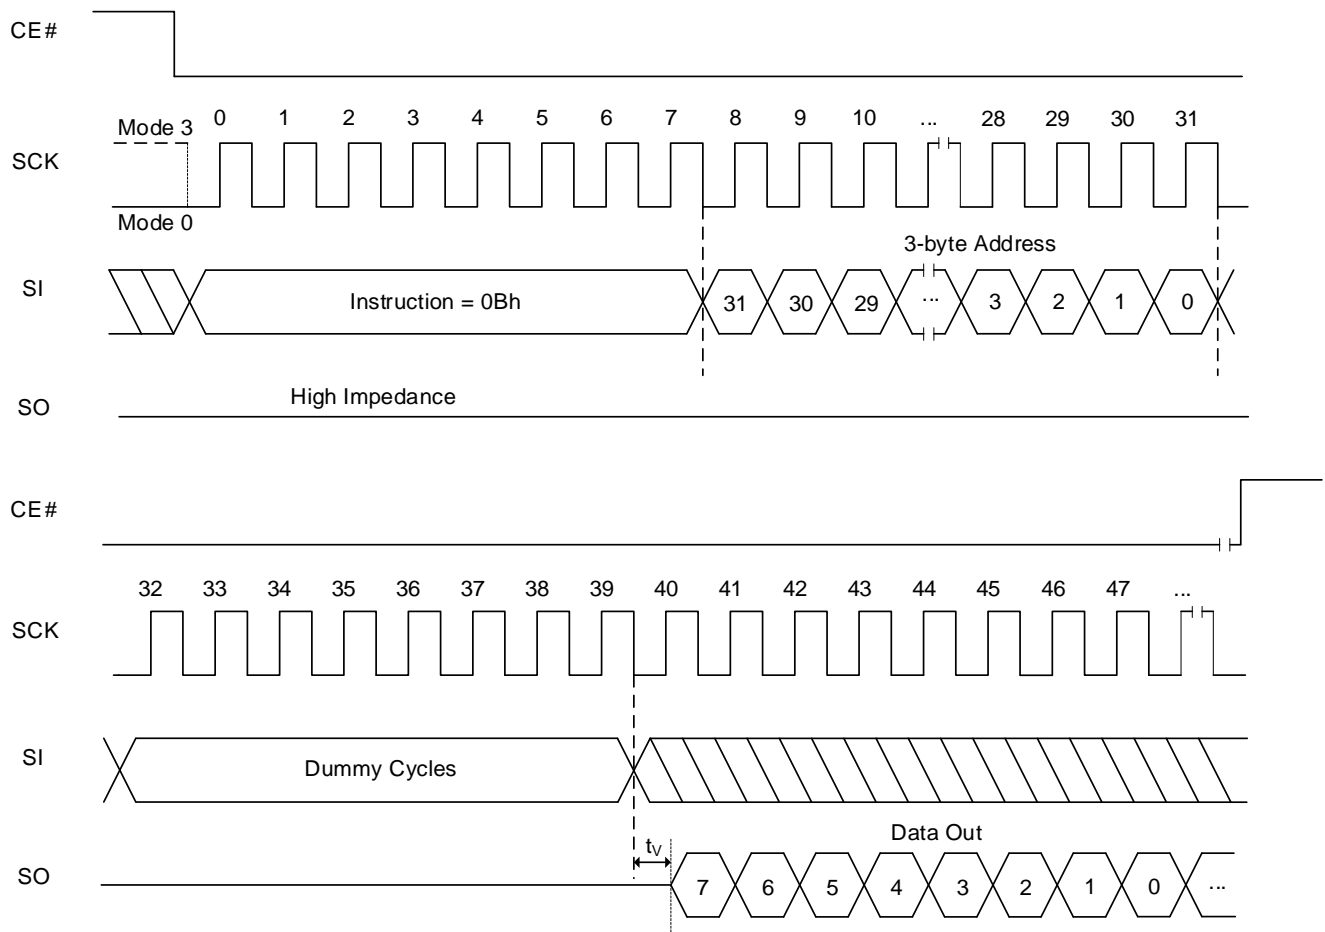 CE#
0 1 2 3 4 5 6 7 8 9 10 ... 28 29 30 31
Mode 3
SCK
Mode 0
3-byte Address
SI
Instruction = 0Bh
31 30 29 ... 3 2 1 0
High Impedance
SO
CE#
32 33 34 35 36 37 38 39 40 41 42 43 44 45 46 47 ...
SCK
SI
Dummy Cycles
Data Out
tV
SO
7 6 5 4 3 2 1 0 ...